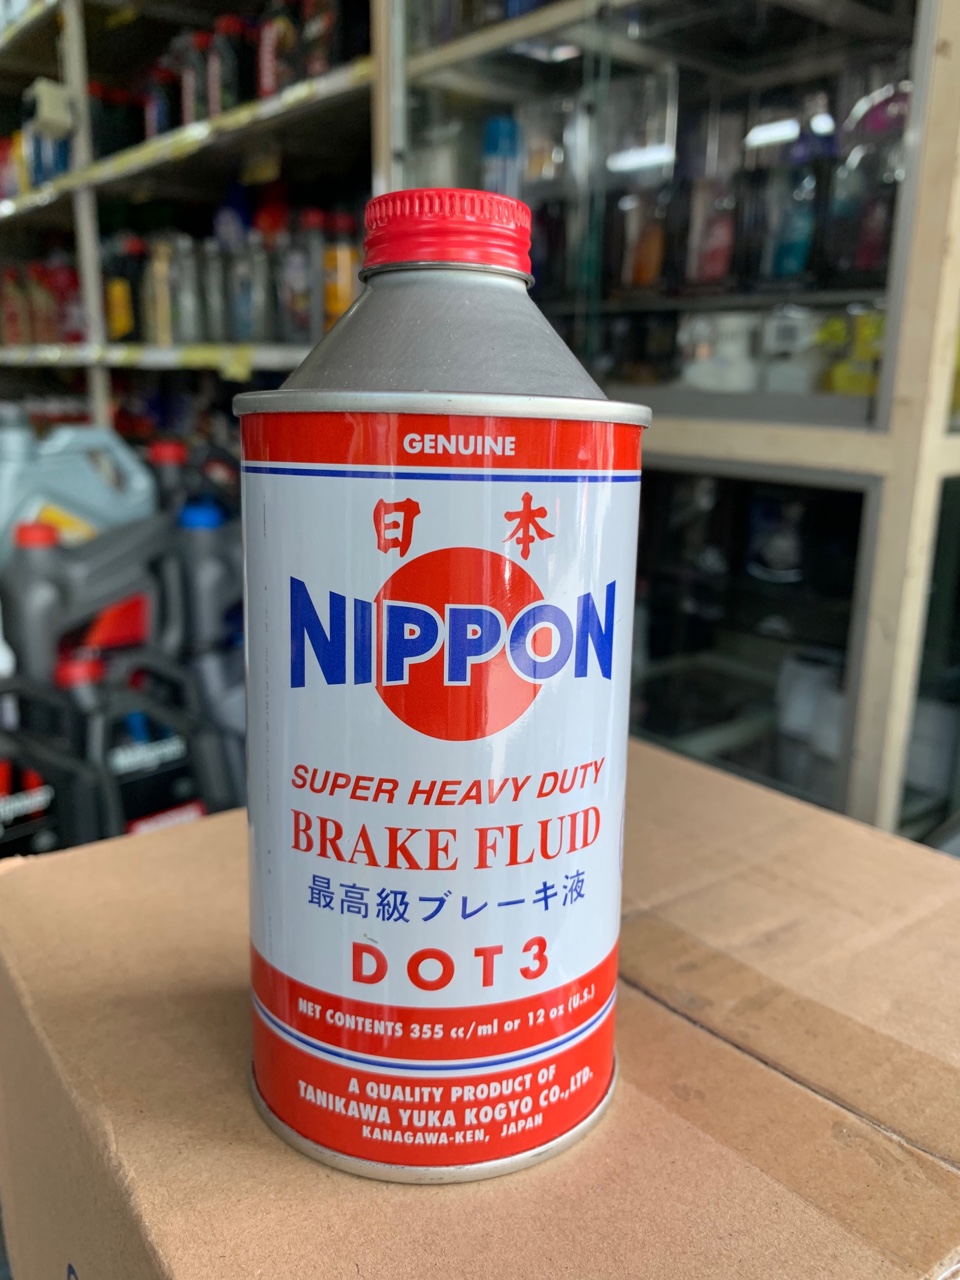 GENUINE
日本
NIPPON
SUPER HEAVY DUTY
BRAKE FLUID
最高級ブレーキ液
DOT3
NET CONTENTS 355 cc/ml or 12 oz (U.S.)
A QUALITY PRODUCT OF
TANIKAWA YUKA KOGYO CO.,LTD.
KANAGAWA-KEN, JAPAN